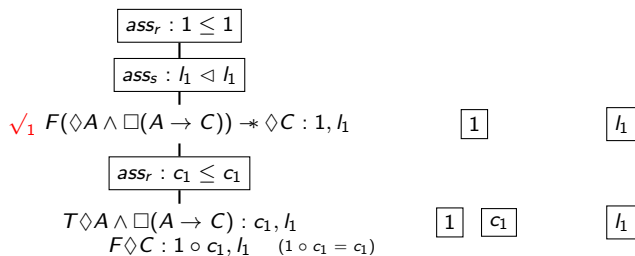 ass_r : 1 ≤ 1
ass_s : l_1 ◁ l_1
√_1 F(◊A ∧ □(A → C)) -∗ ◊C : 1, l_1 1 l_1
ass_r : c_1 ≤ c_1
T◊A ∧ □(A → C) : c_1, l_1 1 c_1 l_1
F◊C : 1 ∘ c_1, l_1 (1 ∘ c_1 = c_1)